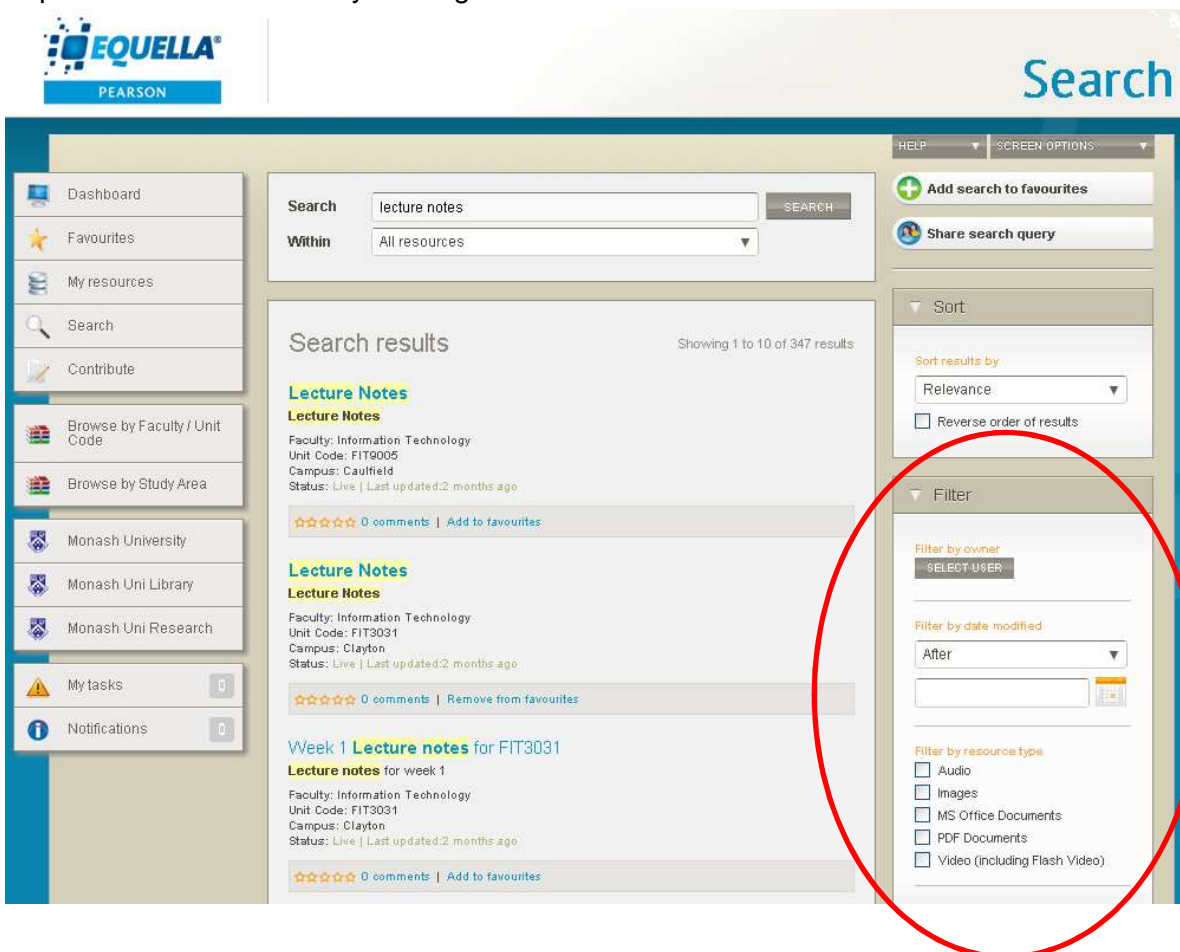 EQUELLA®
PEARSON
Search
HELP
SCREEN OPTIONS
Dashboard
Favourites
My resources
Search
Contribute
Browse by Faculty / Unit
Code
Browse by Study Area
Monash University
Monash Uni Library
Monash Uni Research
My tasks 0
Notifications 0
Search lecture notes SEARCH
Within All resources
Search results
Showing 1 to 10 of 347 results
Lecture Notes
Lecture Notes
Faculty: Information Technology
Unit Code: FIT9005
Campus: Caulfield
Status: Live | Last updated:2 months ago
0 comments | Add to favourites
Lecture Notes
Lecture Notes
Faculty: Information Technology
Unit Code: FIT3031
Campus: Clayton
Status: Live | Last updated:2 months ago
0 comments | Remove from favourites
Week 1 Lecture notes for FIT3031
Lecture notes for week 1
Faculty: Information Technology
Unit Code: FIT3031
Campus: Clayton
Status: Live | Last updated:2 months ago
0 comments | Add to favourites
Add search to favourites
Share search query
Sort
Sort results by
Relevance
Reverse order of results
Filter
Filter by owner
SELECT USER
Filter by date modified
After
Filter by resource type
Audio
Images
MS Office Documents
PDF Documents
Video (including Flash Video)